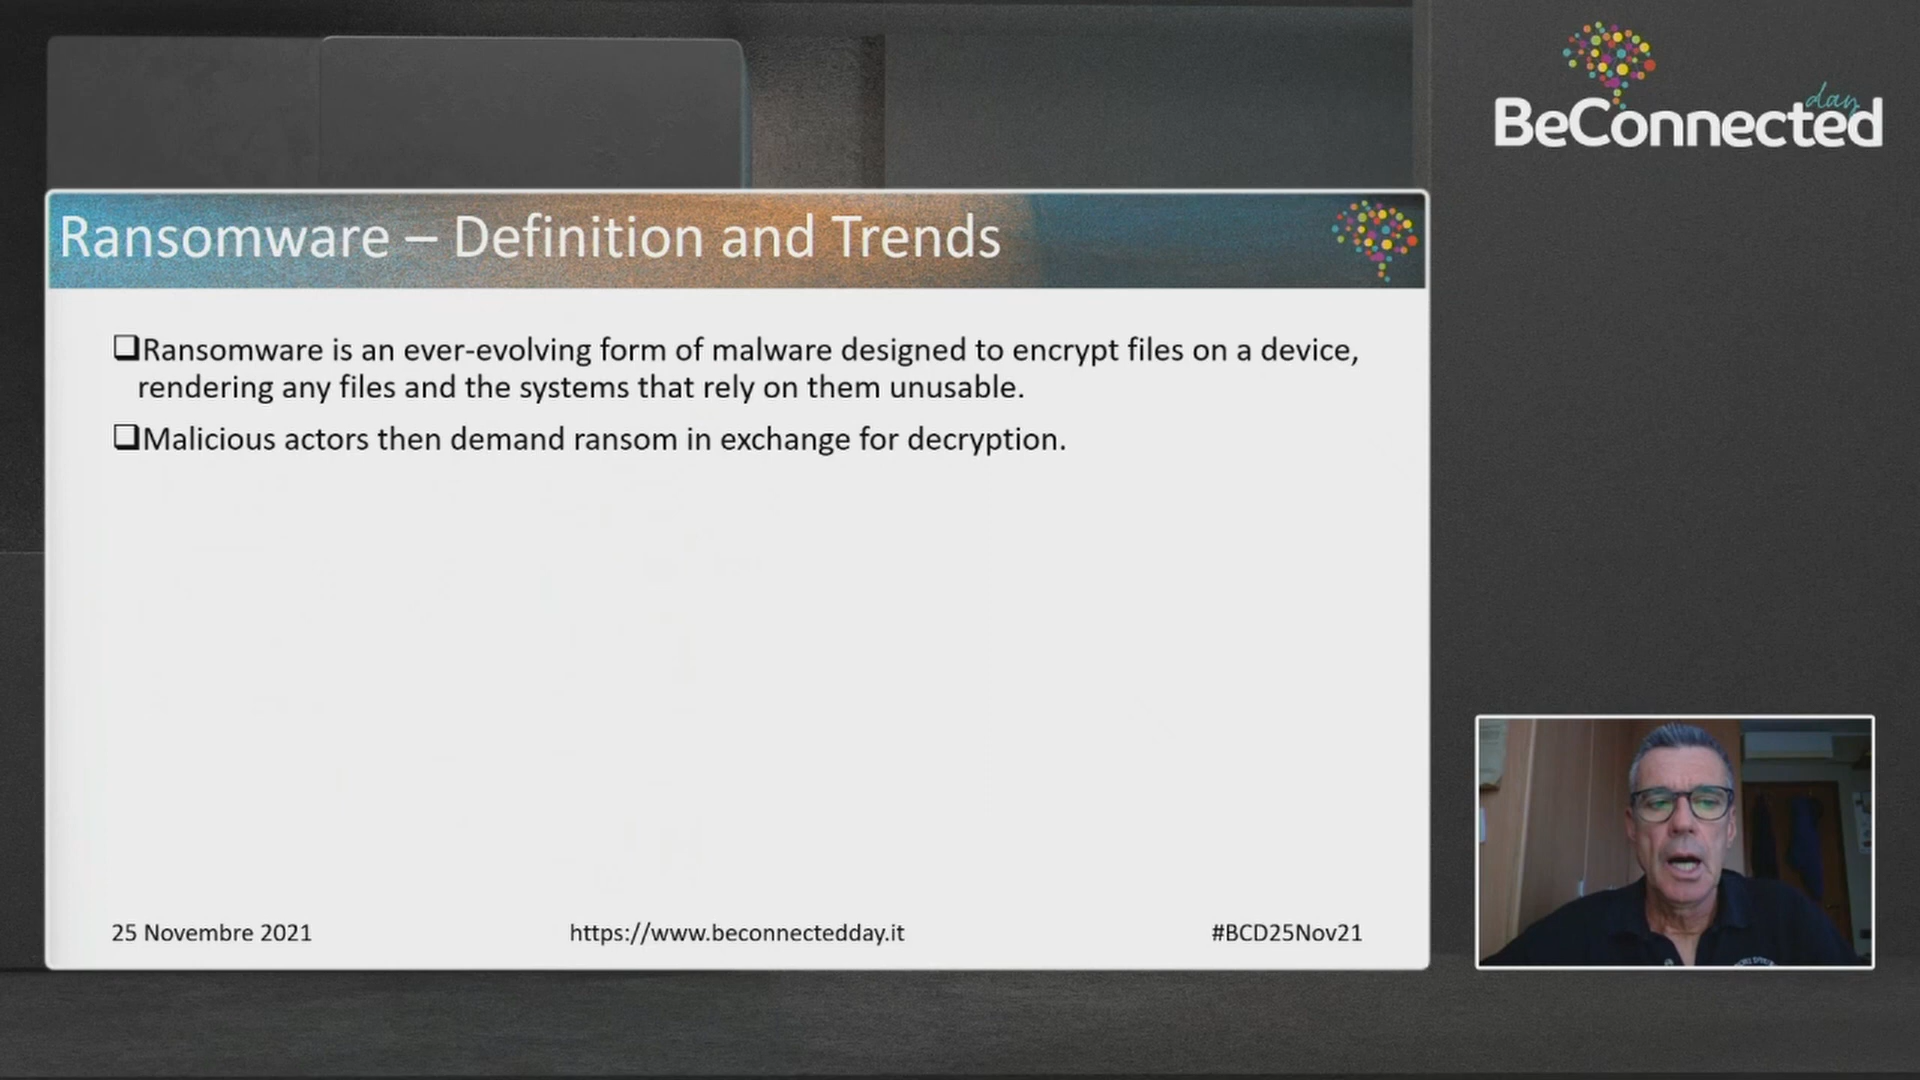 day
BeConnected
Ransomware – Definition and Trends
❑Ransomware is an ever-evolving form of malware designed to encrypt files on a device,
rendering any files and the systems that rely on them unusable.
❑Malicious actors then demand ransom in exchange for decryption.
25 Novembre 2021
https://www.beconnectedday.it
#BCD25Nov21